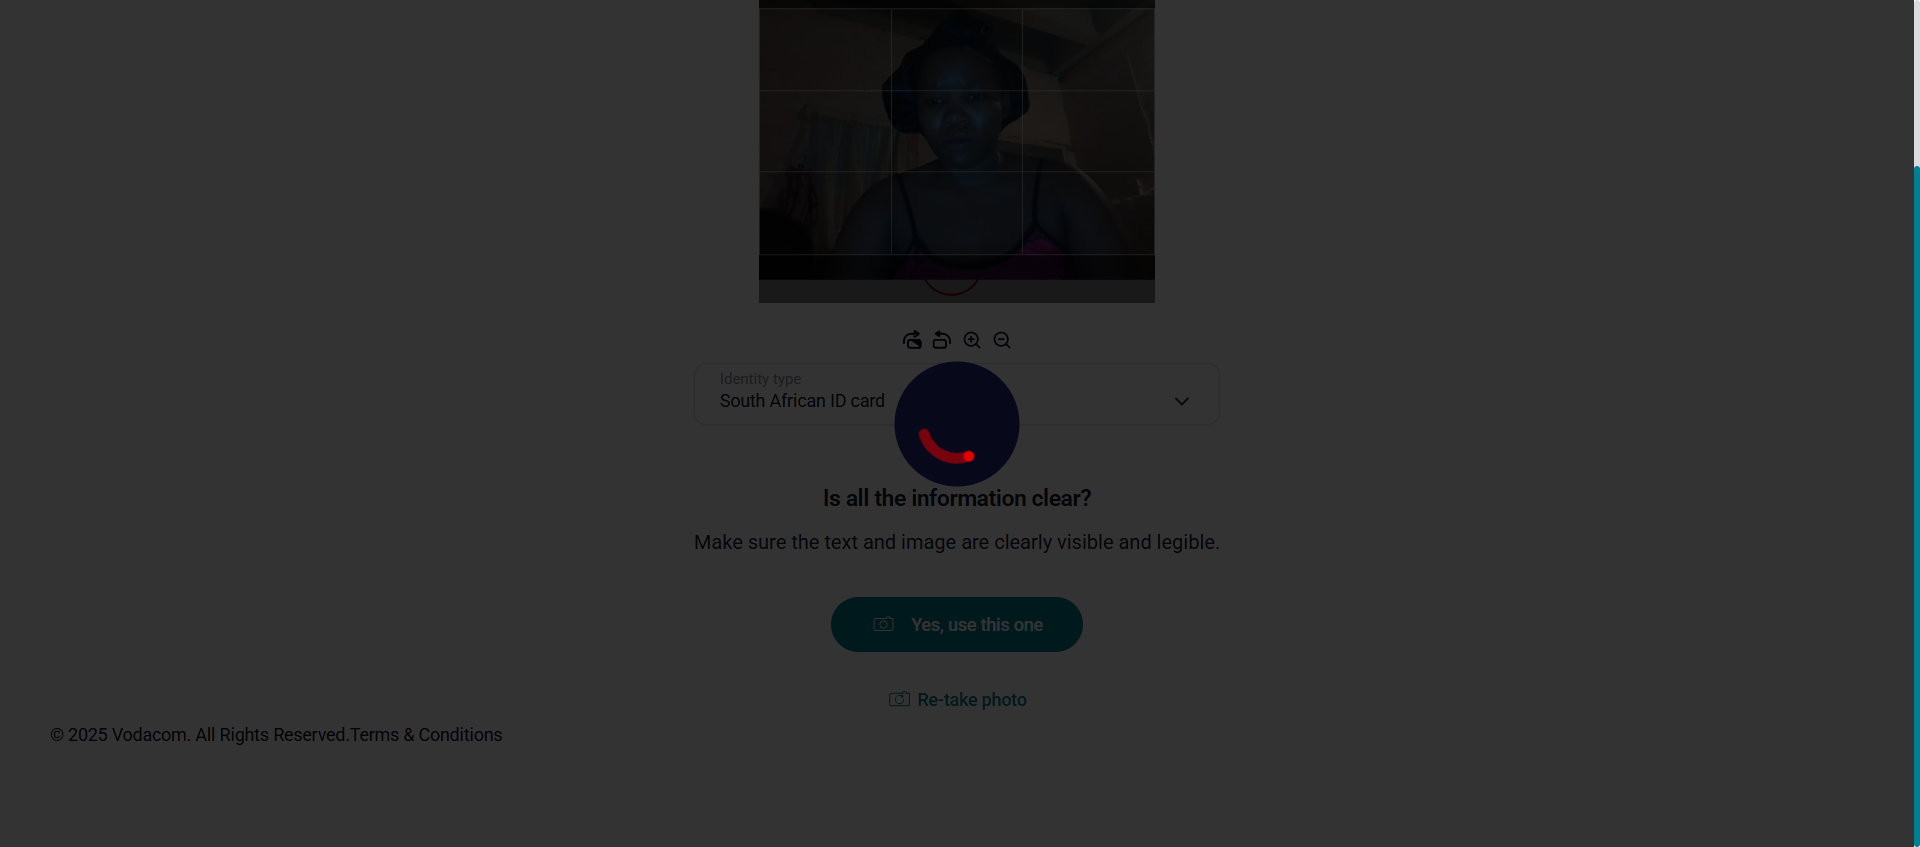 Identity type
South African ID card
Is all the information clear?
Make sure the text and image are clearly visible and legible.
Yes, use this one
Re-take photo
© 2025 Vodacom. All Rights Reserved.Terms & Conditions